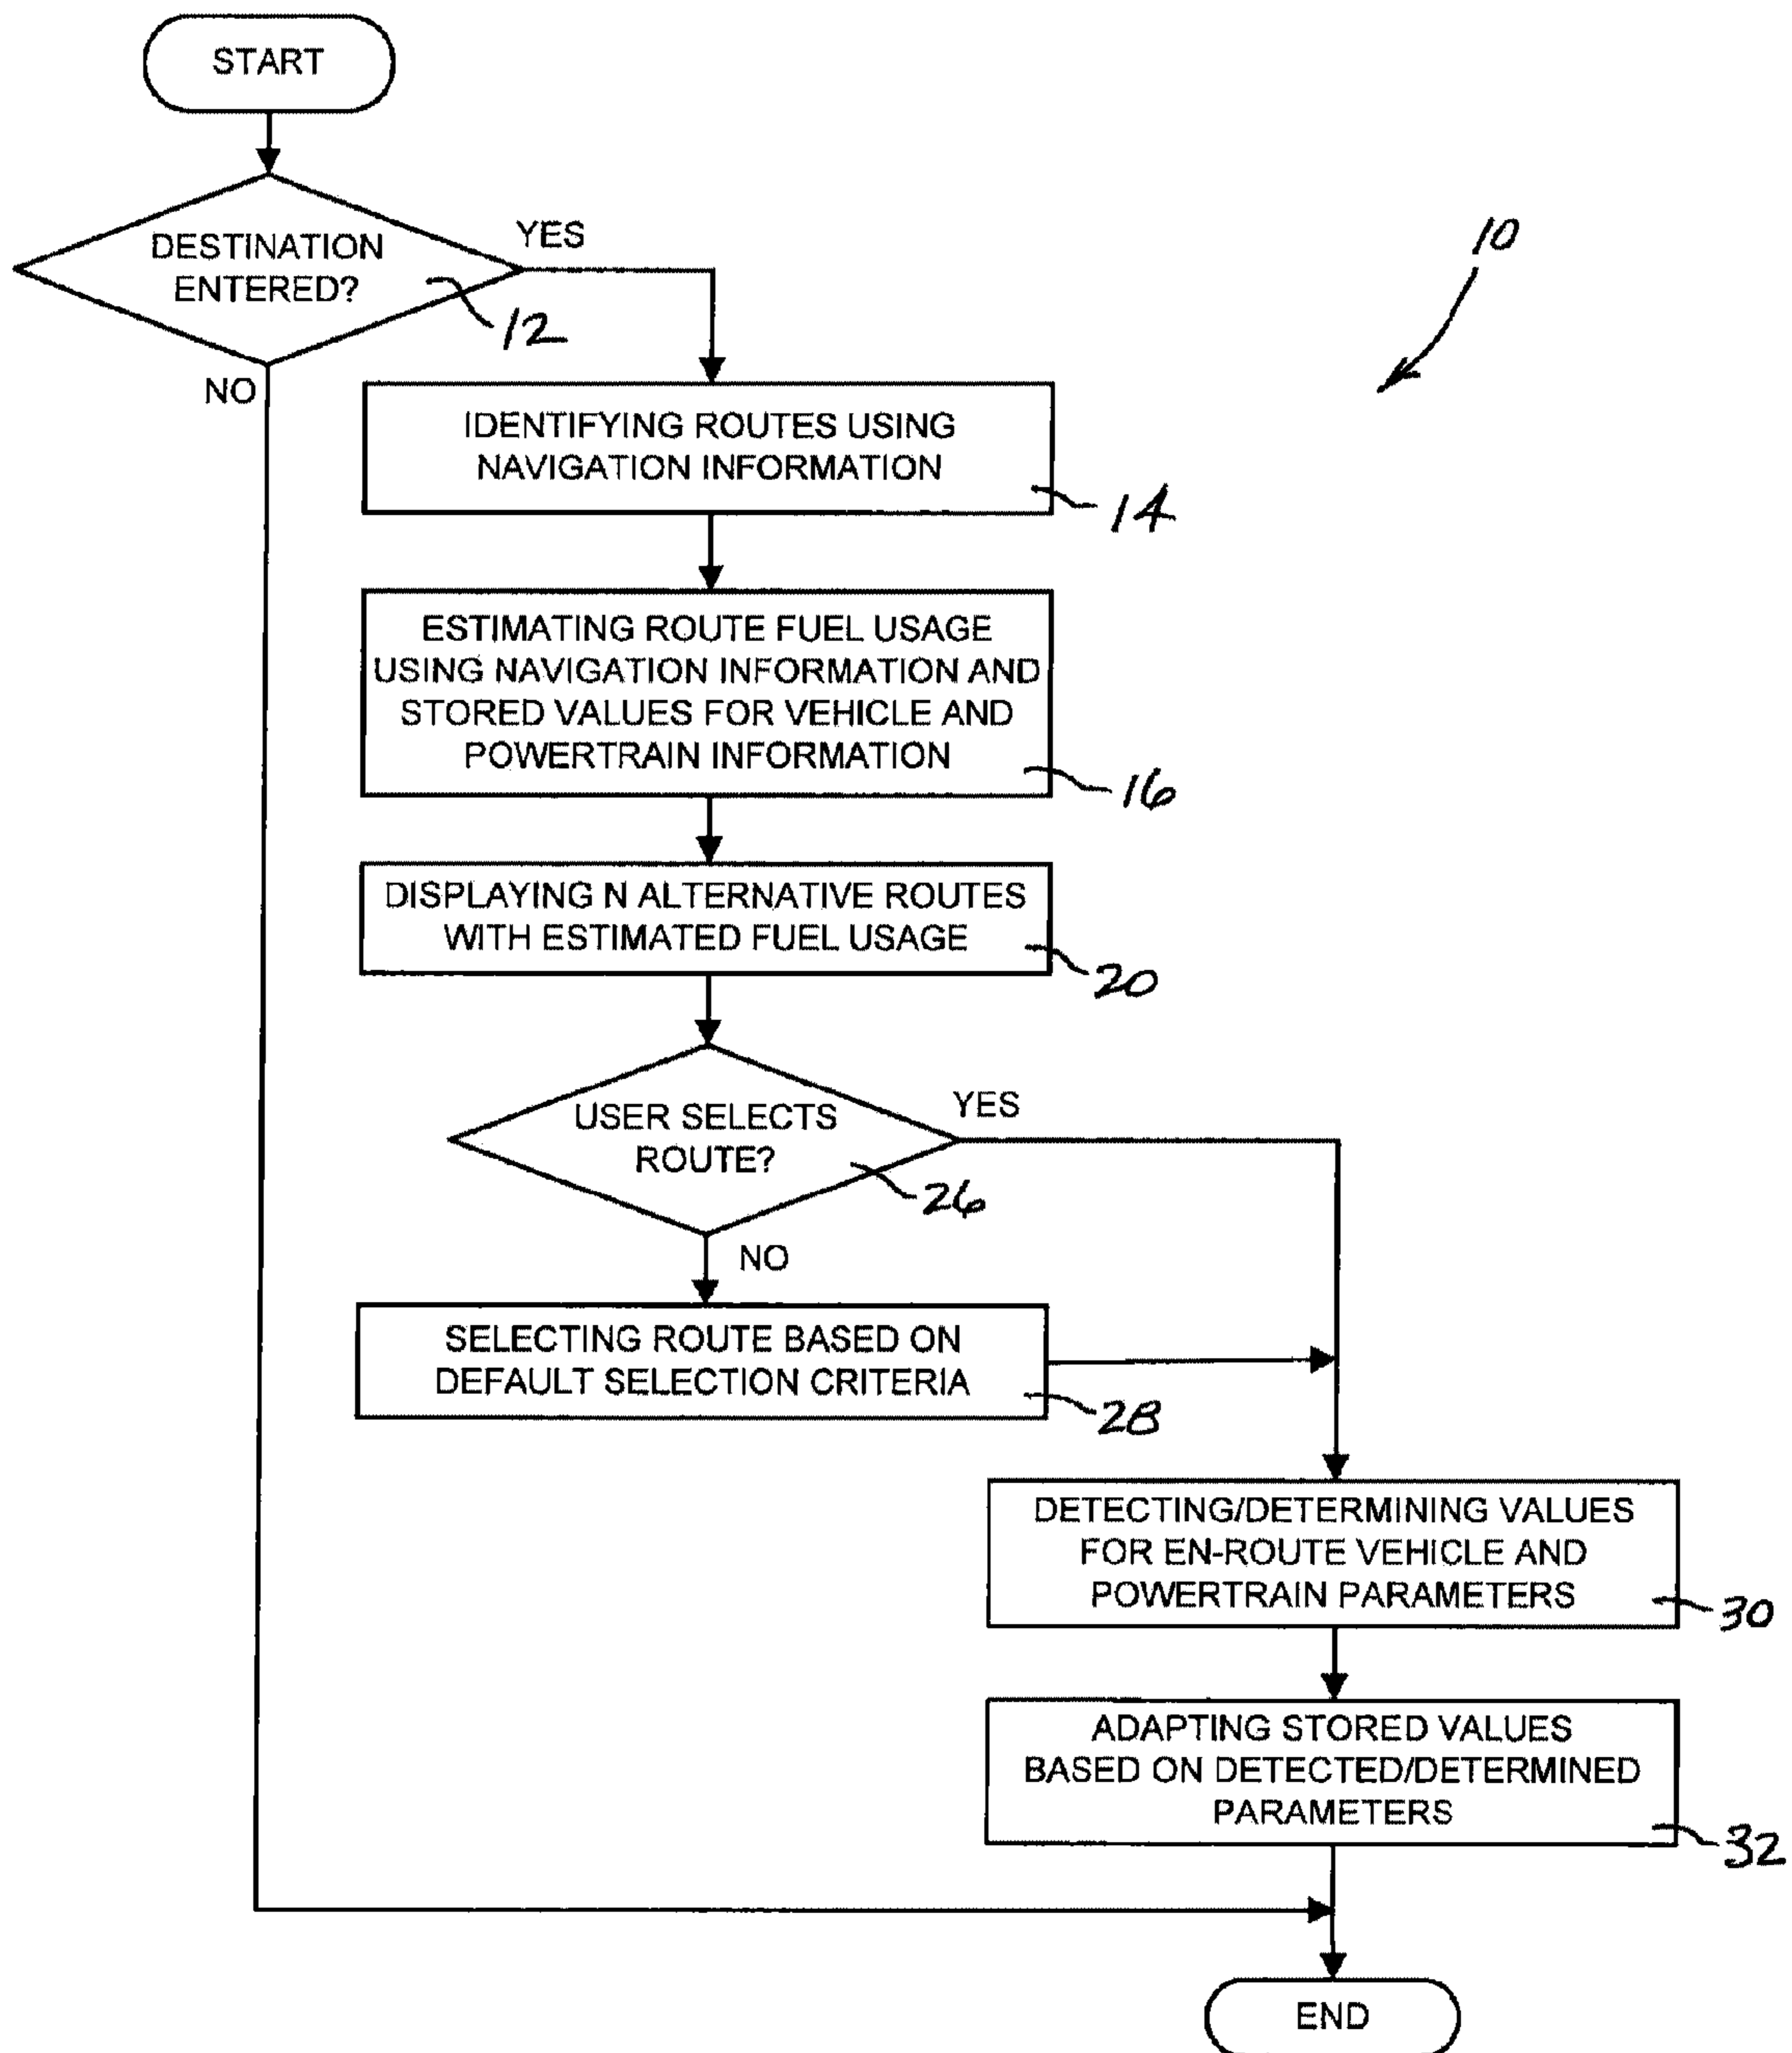 START
DESTINATION
ENTERED?
YES
12
NO
10
IDENTIFYING ROUTES USING
NAVIGATION INFORMATION
14
ESTIMATING ROUTE FUEL USAGE
USING NAVIGATION INFORMATION AND
STORED VALUES FOR VEHICLE AND
POWERTRAIN INFORMATION
16
DISPLAYING N ALTERNATIVE ROUTES
WITH ESTIMATED FUEL USAGE
20
USER SELECTS
ROUTE?
YES
26
NO
SELECTING ROUTE BASED ON
DEFAULT SELECTION CRITERIA
28
DETECTING/DETERMINING VALUES
FOR EN-ROUTE VEHICLE AND
POWERTRAIN PARAMETERS
30
ADAPTING STORED VALUES
BASED ON DETECTED/DETERMINED
PARAMETERS
32
END